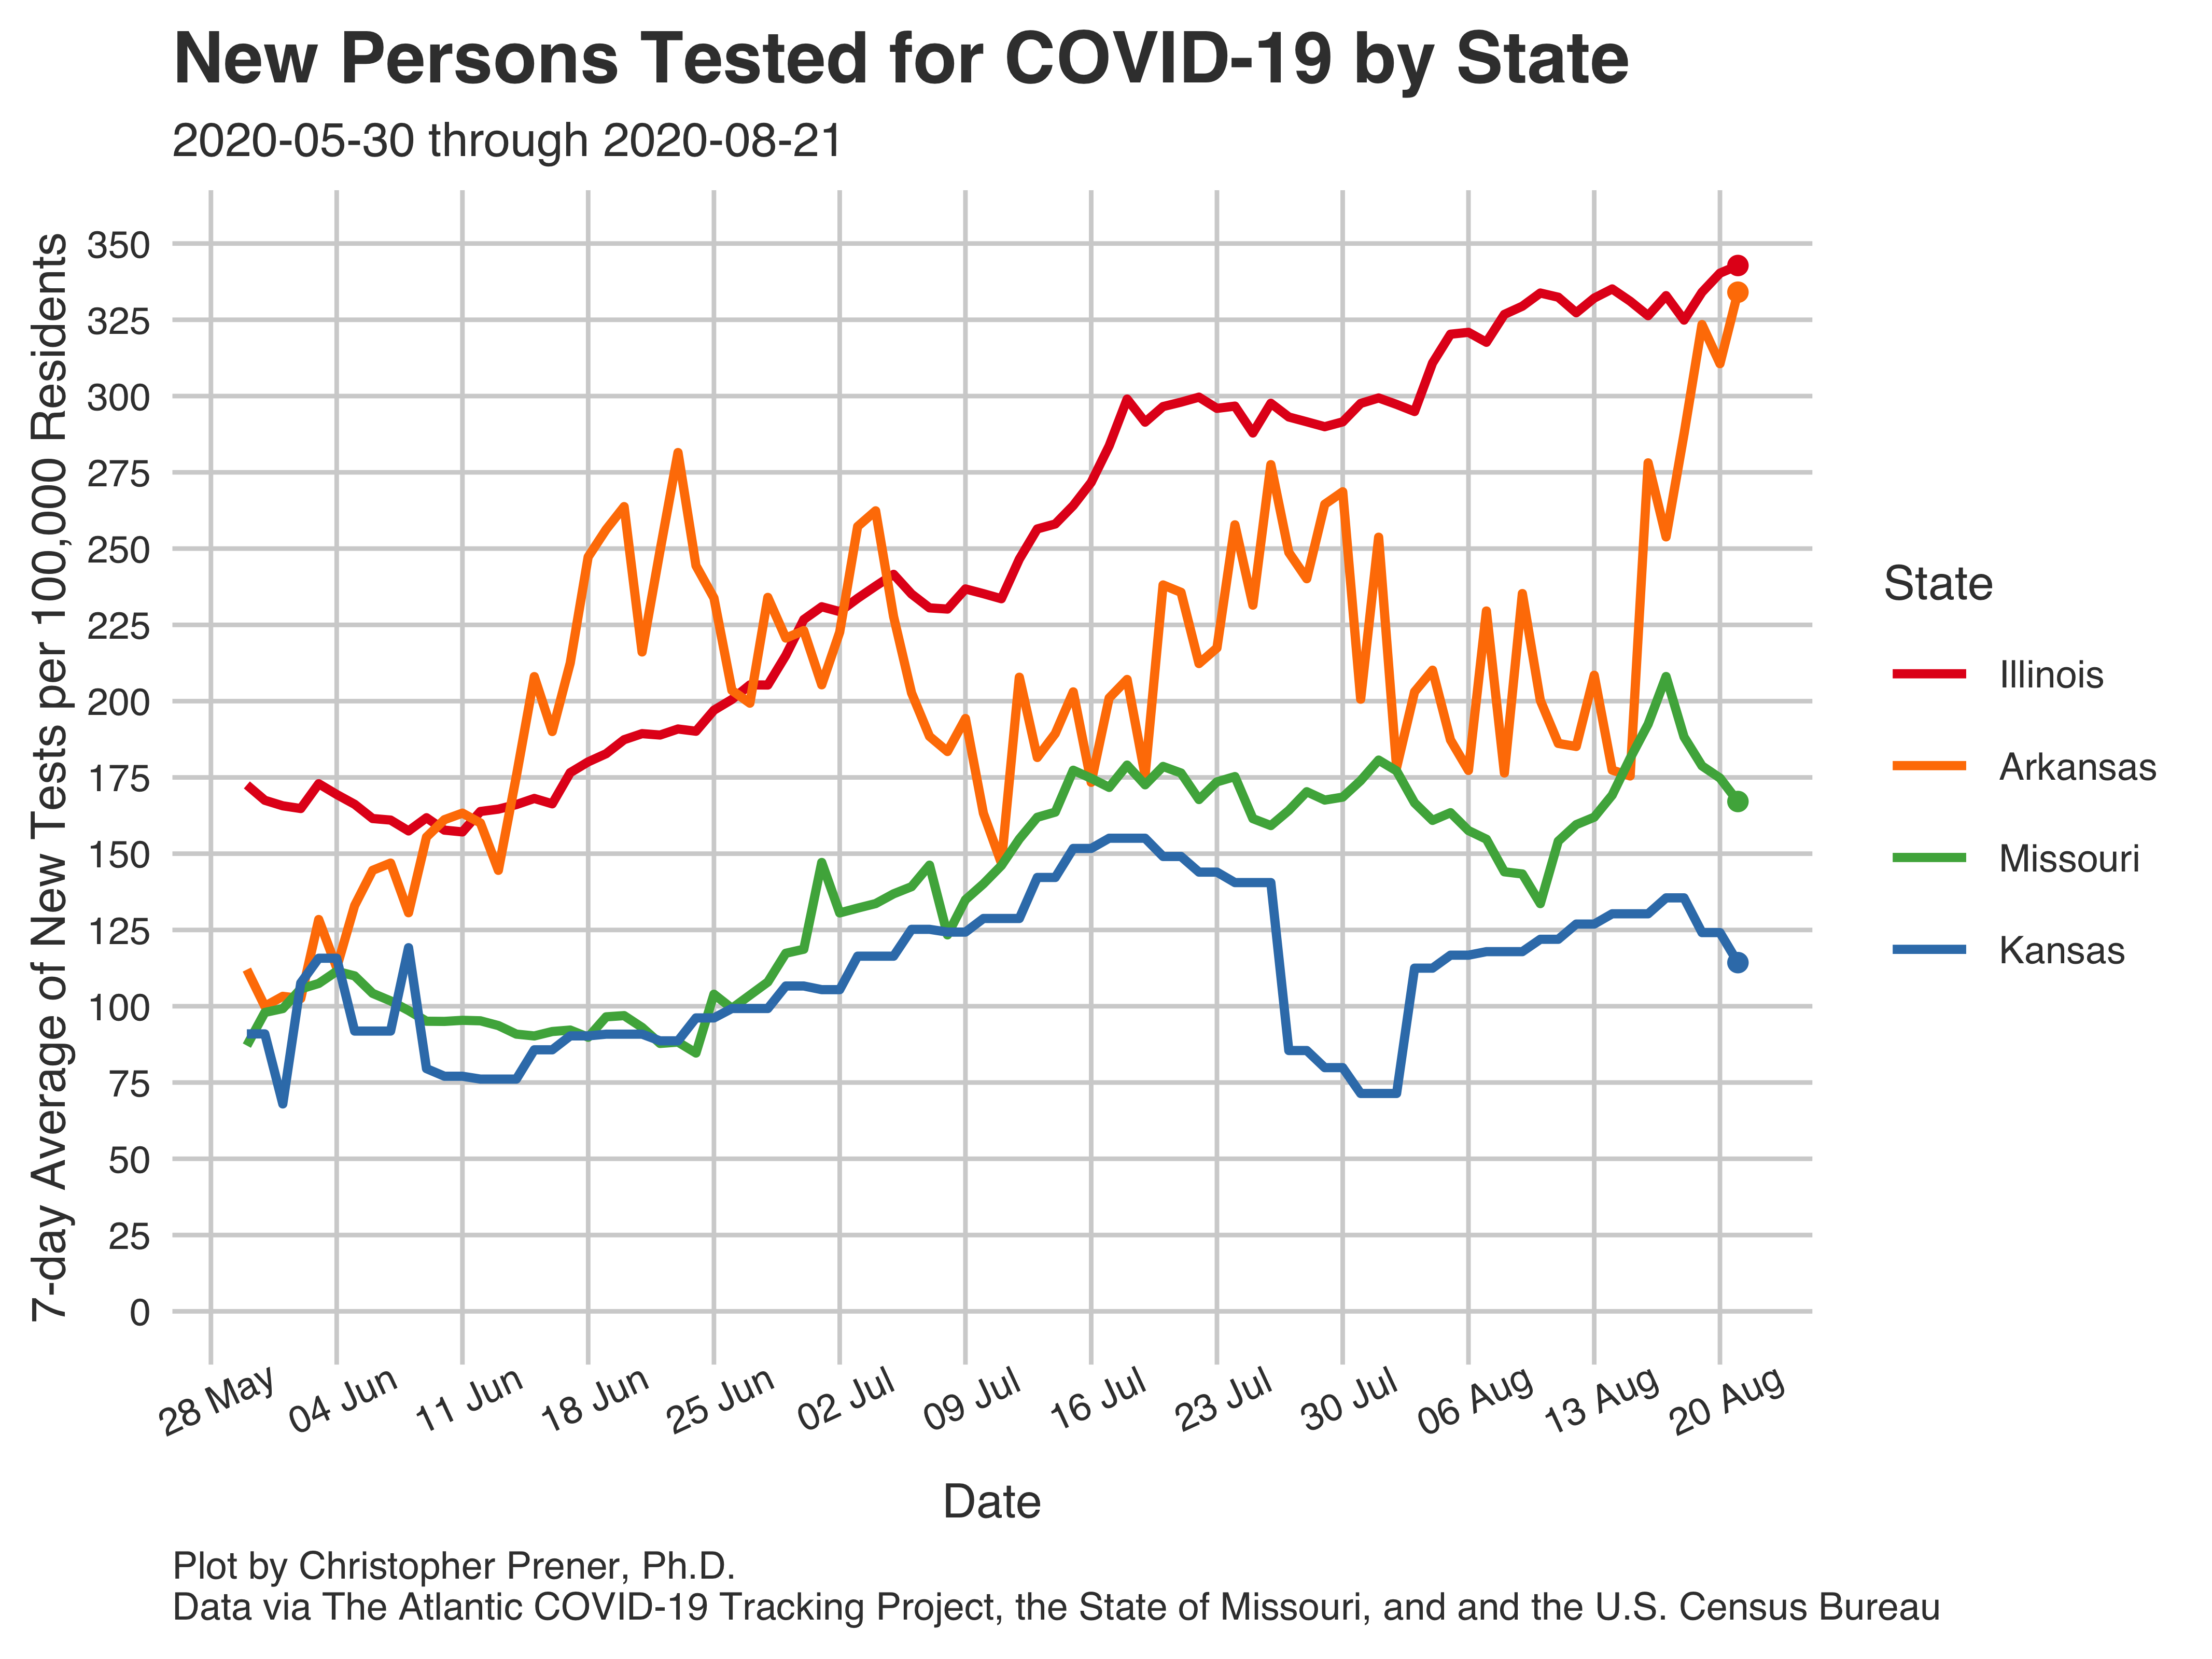 New Persons Tested for COVID-19 by State
2020-05-30 through 2020-08-21
7-day Average of New Tests per 100,000 Residents
350
325
300
275
250
225
200
175
150
125
100
75
50
25
0
28 May
04 Jun
11 Jun
18 Jun
25 Jun
02 Jul
09 Jul
16 Jul
23 Jul
30 Jul
06 Aug
13 Aug
20 Aug
Date
State
Illinois
Arkansas
Missouri
Kansas
Plot by Christopher Prener, Ph.D.
Data via The Atlantic COVID-19 Tracking Project, the State of Missouri, and and the U.S. Census Bureau